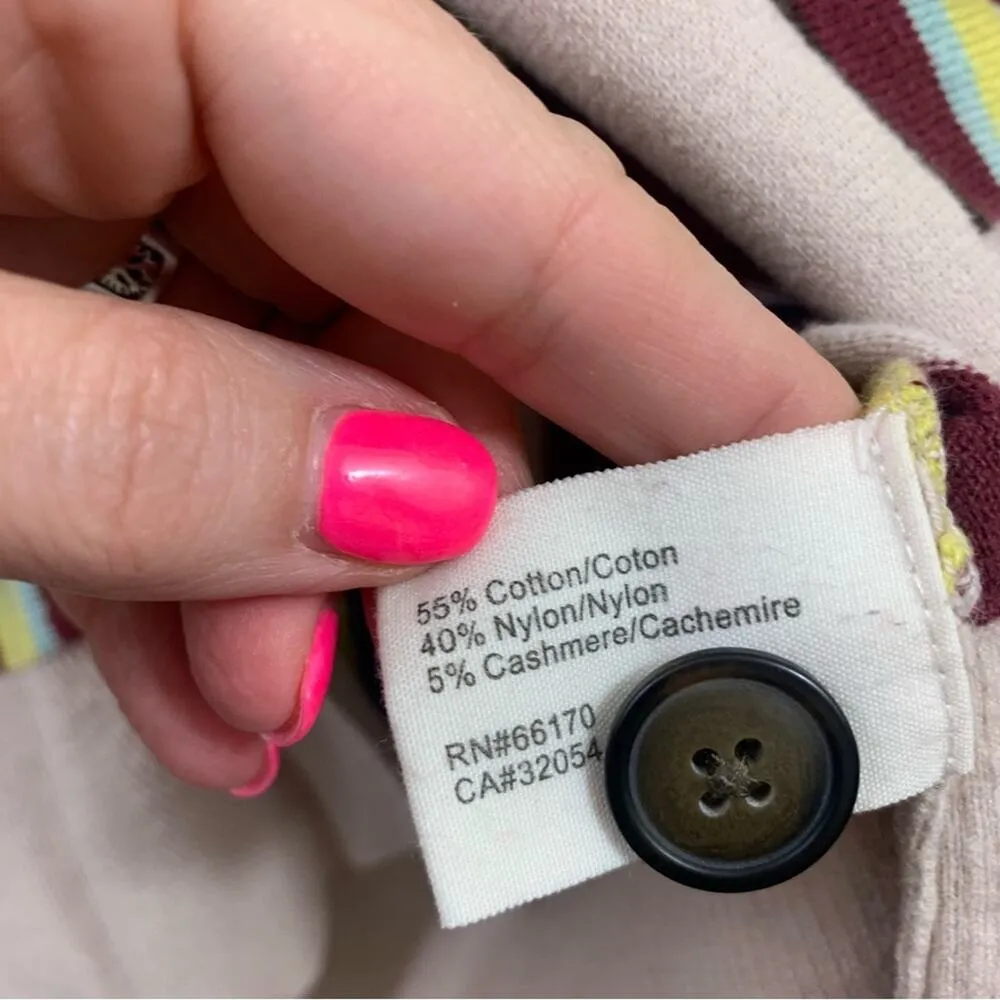 55% Cotton/Coton
40% Nylon/Nylon
5% Cashmere/Cachemire
RN#66170
CA#32054